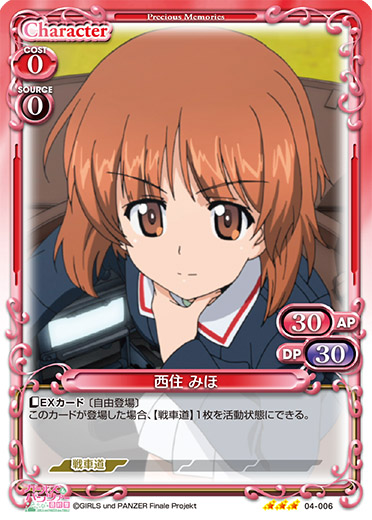 Precious Memories
Character
COST
0
SOURCE
0
30 AP
DP 30
西住 みほ
EXカード〔自由登場〕
このカードが登場した場合、【戦車道】1枚を活動状態にできる。
戦車道
©GIRLS und PANZER Finale Projekt
04-006